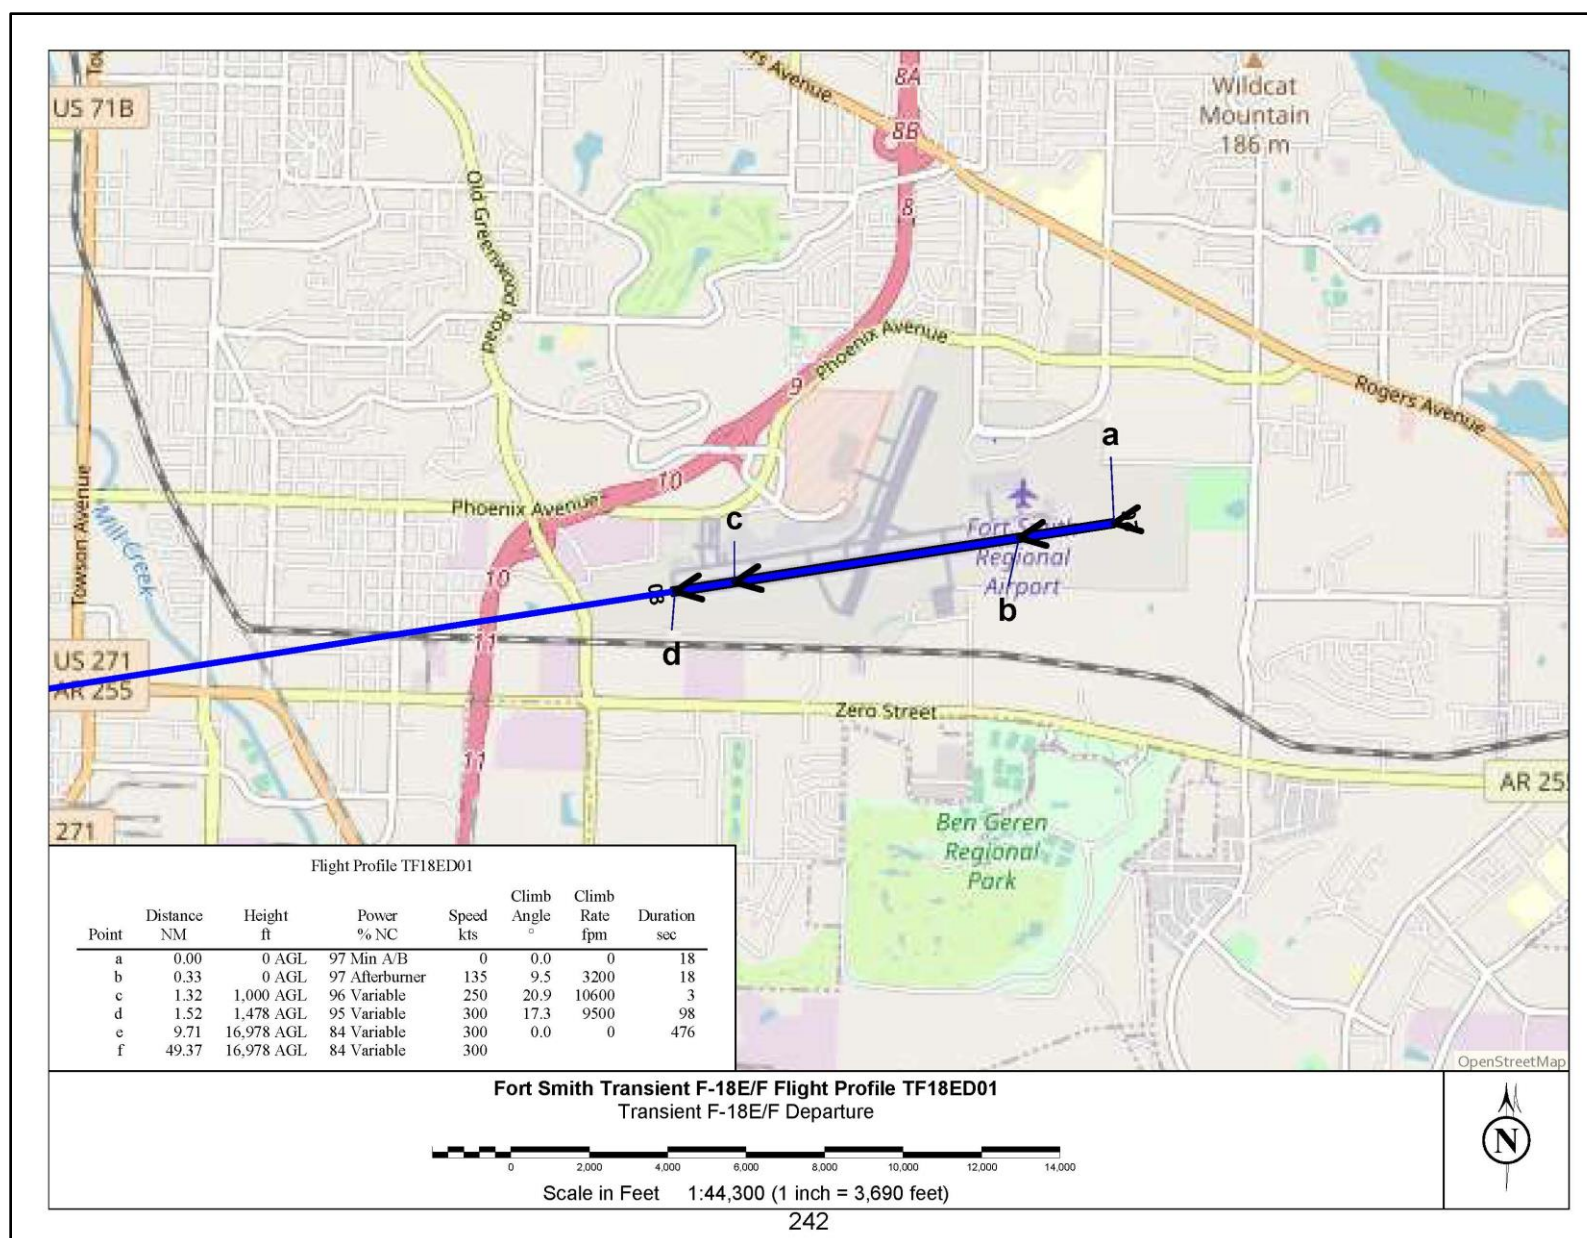 8A
ers Avenue
To
US 71B
Wildcat
Mountain
186 m
8B
Old Greenwood Road
8
Phoenix Avenue
9
Rogers Avenue
a
10
Phoenix Avenue
Towson Avenue
Mill Creek
c
Fort Smith
Regional
Airport
10
08
b
11
d
US 271
AR 255
Zero Street
11
AR 255
271
Ben Geren
Regional
Park
OpenStreetMap
Flight Profile TF18ED01
Climb Climb
Distance Height Power Speed Angle Rate Duration
Point NM ft % NC kts ° fpm sec
a 0.00 0 AGL 97 Min A/B 0 0.0 0 18
b 0.33 0 AGL 97 Afterburner 135 9.5 3200 18
c 1.32 1,000 AGL 96 Variable 250 20.9 10600 3
d 1.52 1,478 AGL 95 Variable 300 17.3 9500 98
e 9.71 16,978 AGL 84 Variable 300 0.0 0 476
f 49.37 16,978 AGL 84 Variable 300
Fort Smith Transient F-18E/F Flight Profile TF18ED01
Transient F-18E/F Departure
0 2,000 4,000 6,000 8,000 10,000 12,000 14,000
Scale in Feet 1:44,300 (1 inch = 3,690 feet)
N
242